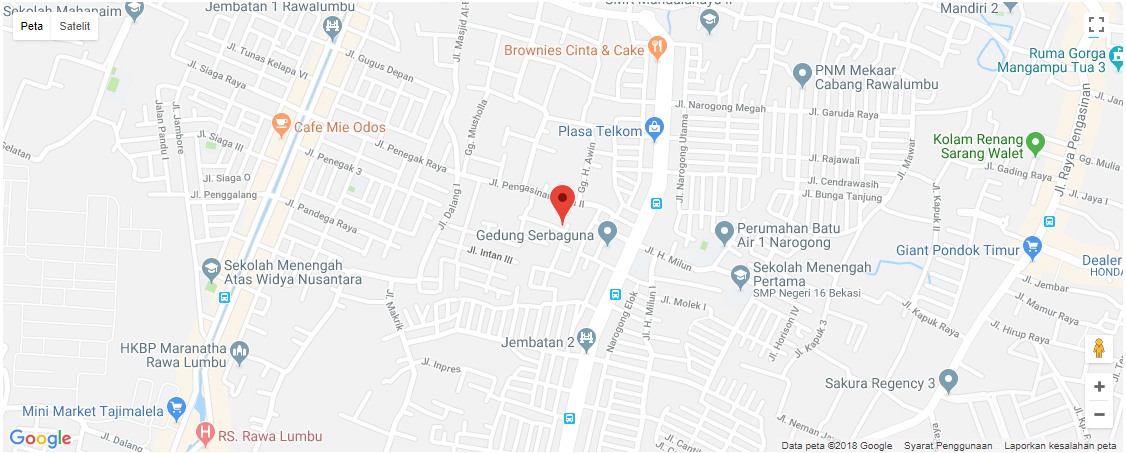 Sekolah Mahanaim
Jembatan 1 Rawalumbu
SMK Mandalahayu II
Mandiri 2
Peta
Satelit
Jl. Masjid Al-B
Jl. Tunas Kelapa VI
Jl. Gugus Depan
Brownies Cinta & Cake
Ruma Gorga
Mangampu Tua 3
Jl. Siaga Raya
PNM Mekaar
Cabang Rawalumbu
Jl. Narogong Megah
Jl. Garuda Raya
Jl. Jambore
Jalan Pandu I
Cafe Mie Odos
Gg. Musholla
Plasa Telkom
Jl. Narogong Utama
Jl. Raya Pengasinan
Jl. Siaga III
Kolam Renang
Sarang Walet
Selatan
Jl. Penegak 3
Jl. Penegak Raya
Gg. H. Awin
Jl. Rajawali
Jl. Mawar
Gg. Mulia
Jl. Gading Raya
Jl. Siaga O
Jl. Penggalang
Jl. Dalang I
Jl. Cendrawasih
Jl. Bunga Tanjung
Jl. Kapuk II
Jl. Jaya I
Jl. Pengasinan
II
Jl. Pandega Raya
Gedung Serbaguna
Perumahan Batu
Air 1 Narogong
Jl. H. Milun
Giant Pondok Timur
Jl. Intan III
Dealer
HONDA
Sekolah Menengah
Atas Widya Nusantara
Sekolah Menengah
Pertama
SMP Negeri 16 Bekasi
Jl. Jembar
Jl. Makrik
Narogong Elok
Jl. H. Milun I
Jl. Molek I
Jl. Horison IV
Jl. Kapuk 3
Jl. Kapuk Raya
Jl. Mamur Raya
Jl. Hirup Raya
Jembatan 2
HKBP Maranatha
Rawa Lumbu
Jl. Inpres
Sakura Regency 3
Mini Market Tajimalela
RS. Rawa Lumbu
Jl. Dalang
Google
Jl. Cantil
Jl. Neman Jaya
Jl. Kp.
Data peta ©2018 Google
Syarat Penggunaan
Laporkan kesalahan peta